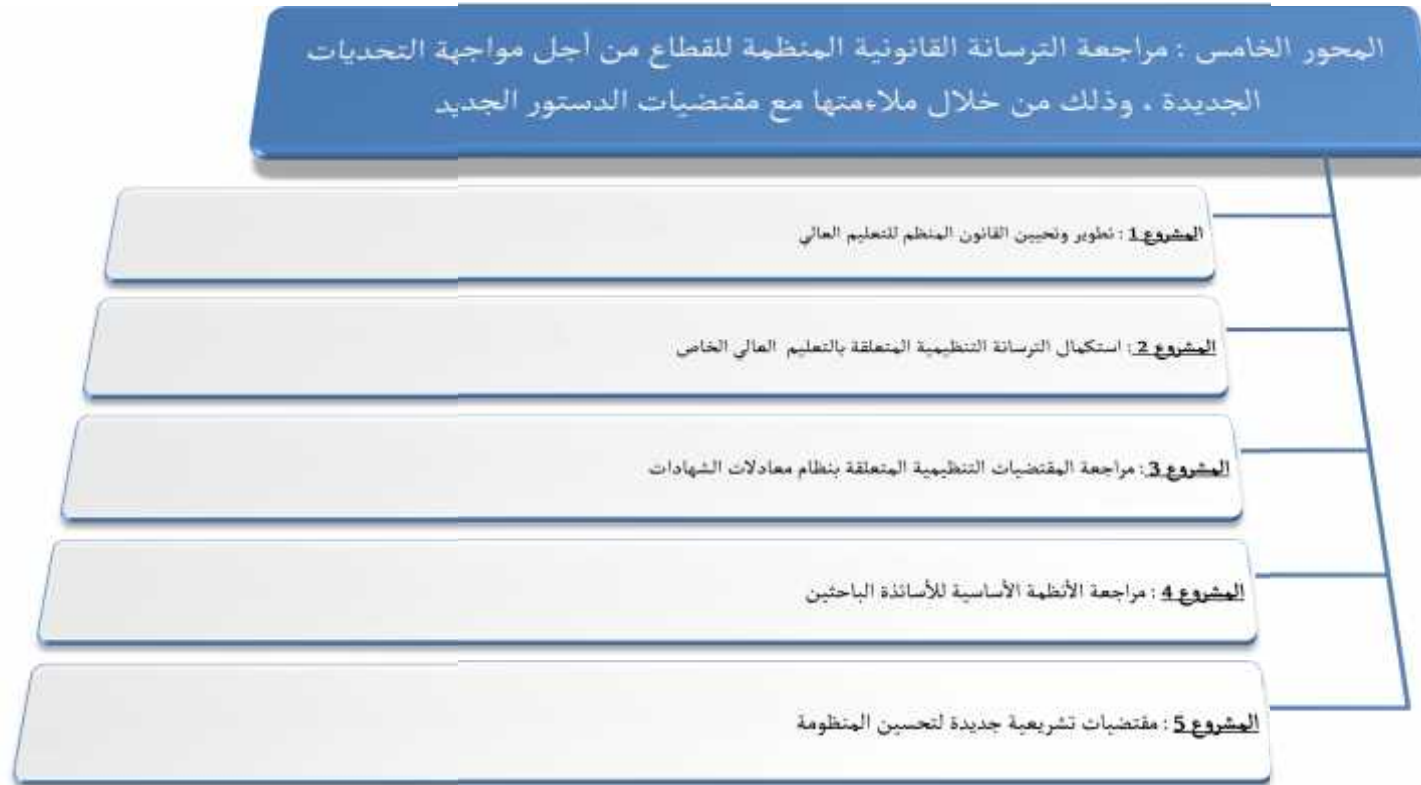 المحور الخامس : مراجعة الترسانة القانونية المنظمة للقطاع من أجل مواجهة التحديات
الجديدة ، وذلك من خلال ملاءمتها مع مقتضيات الدستور الجديد
المشروع 1 : تطوير وتحيين القانون المنظم للتعليم العالي
المشروع 2 : استكمال الترسانة التنظيمية المتعلقة بالتعليم العالي الخاص
المشروع 3 : مراجعة المقتضيات التنظيمية المتعلقة بنظام معادلات الشهادات
المشروع 4 : مراجعة الأنظمة الأساسية للأساتذة الباحثين
المشروع 5 : مقتضيات تشريعية جديدة لتحسين المنظومة